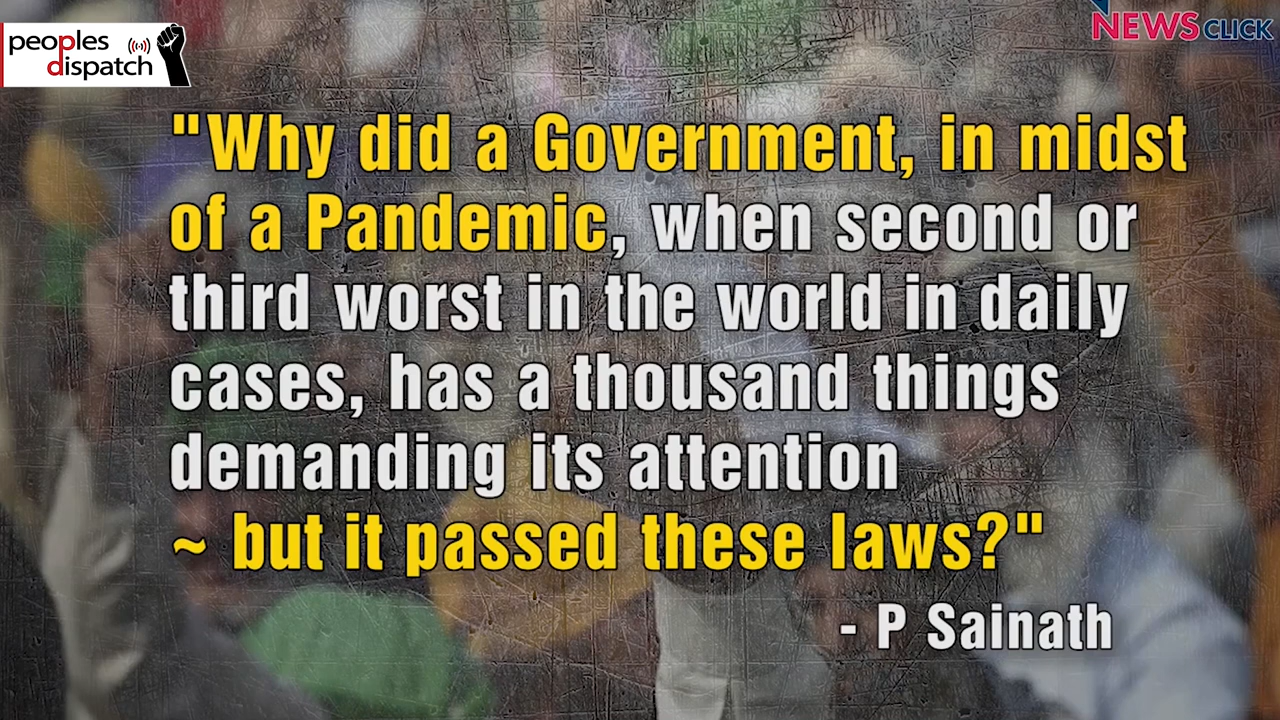 peoples
dispatch
NEWSCLICK
"Why did a Government, in midst
of a Pandemic, when second or
third worst in the world in daily
cases, has a thousand things
demanding its attention
~ but it passed these laws?"
- P Sainath